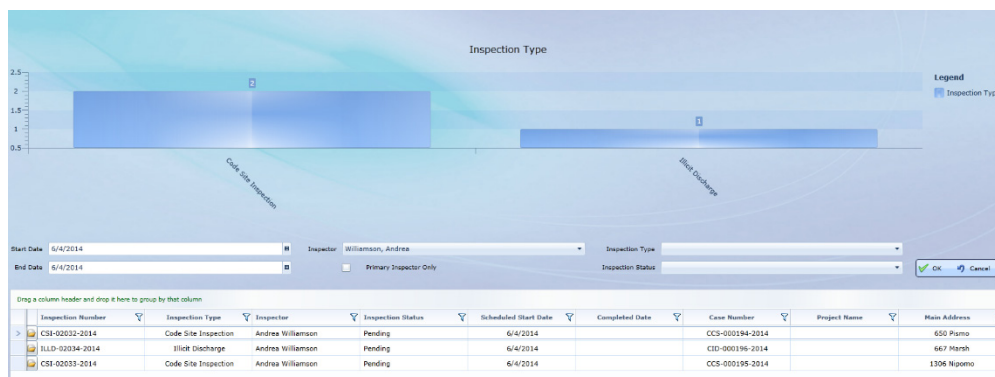 Inspection Type
2.5
2
1.5
1
0.5
2
1
Code Site Inspection
Illicit Discharge
Legend
Inspection Typ
Start Date 6/4/2014 Inspector Williamson, Andrea Inspection Type
End Date 6/4/2014 Primary Inspector Only Inspection Status OK Cancel
Drag a column header and drop it here to group by that column
Inspection Number Inspection Type Inspector Inspection Status Scheduled Start Date Completed Date Case Number Project Name Main Address
CSI-02032-2014 Code Site Inspection Andrea Williamson Pending 6/4/2014 CCS-000194-2014 650 Pismo
ILLD-02034-2014 Illicit Discharge Andrea Williamson Pending 6/4/2014 CID-000196-2014 667 Marsh
CSI-02033-2014 Code Site Inspection Andrea Williamson Pending 6/4/2014 CCS-000195-2014 1306 Nipomo